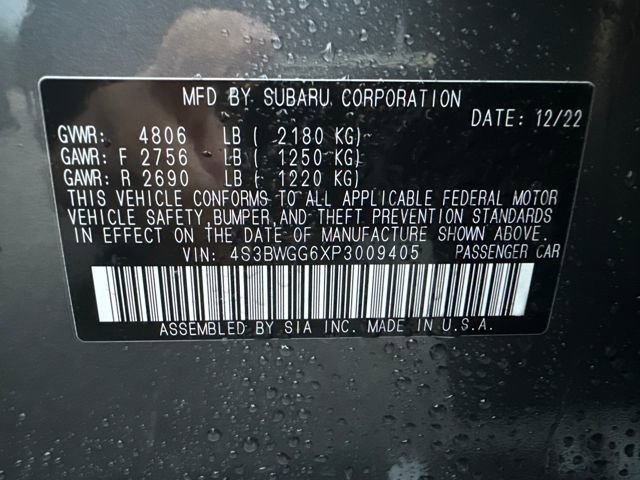 MFD BY SUBARU CORPORATION
DATE: 12/22
GVWR: 4806 LB ( 2180 KG)
GAWR: F 2756 LB ( 1250 KG)
GAWR: R 2690 LB ( 1220 KG)
THIS VEHICLE CONFORMS TO ALL APPLICABLE FEDERAL MOTOR
VEHICLE SAFETY, BUMPER, AND THEFT PREVENTION STANDARDS
IN EFFECT ON THE DATE OF MANUFACTURE SHOWN ABOVE.
VIN: 4S3BWGG6XP3009405 PASSENGER CAR
ASSEMBLED BY SIA INC. MADE IN U.S.A.